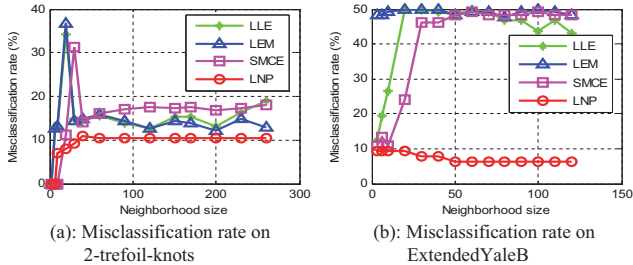 Misclassification rate (%)
40
30
20
10
0
0
100
200
300
Neighborhood size
LLE
LEM
SMCE
LNP
(a): Misclassification rate on
2-trefoil-knots
Misclassification rate (%)
50
40
30
20
10
0
0
50
100
150
Neighborhood size
LLE
LEM
SMCE
LNP
(b): Misclassification rate on
ExtendedYaleB